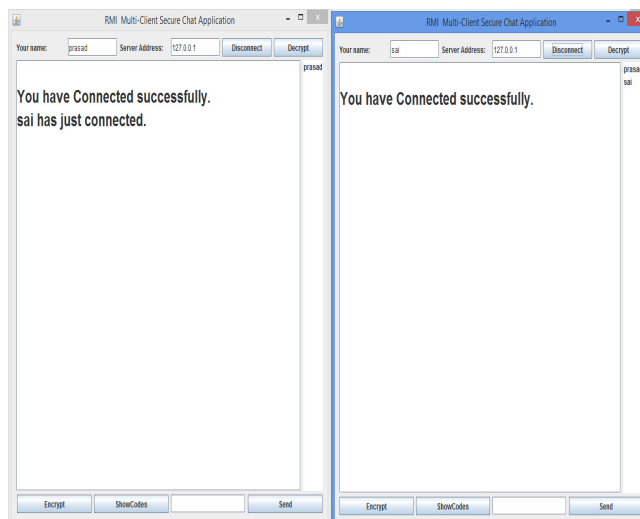 RMI Multi-Client Secure Chat Application
Your name: prasad Server Address: 127.0.0.1 Disconnect Decrypt
prasad
You have Connected successfully.
sai has just connected.
Encrypt ShowCodes Send
RMI Multi-Client Secure Chat Application
Your name: sai Server Address: 127.0.0.1 Disconnect Decrypt
prasad
sai
You have Connected successfully.
Encrypt ShowCodes Send